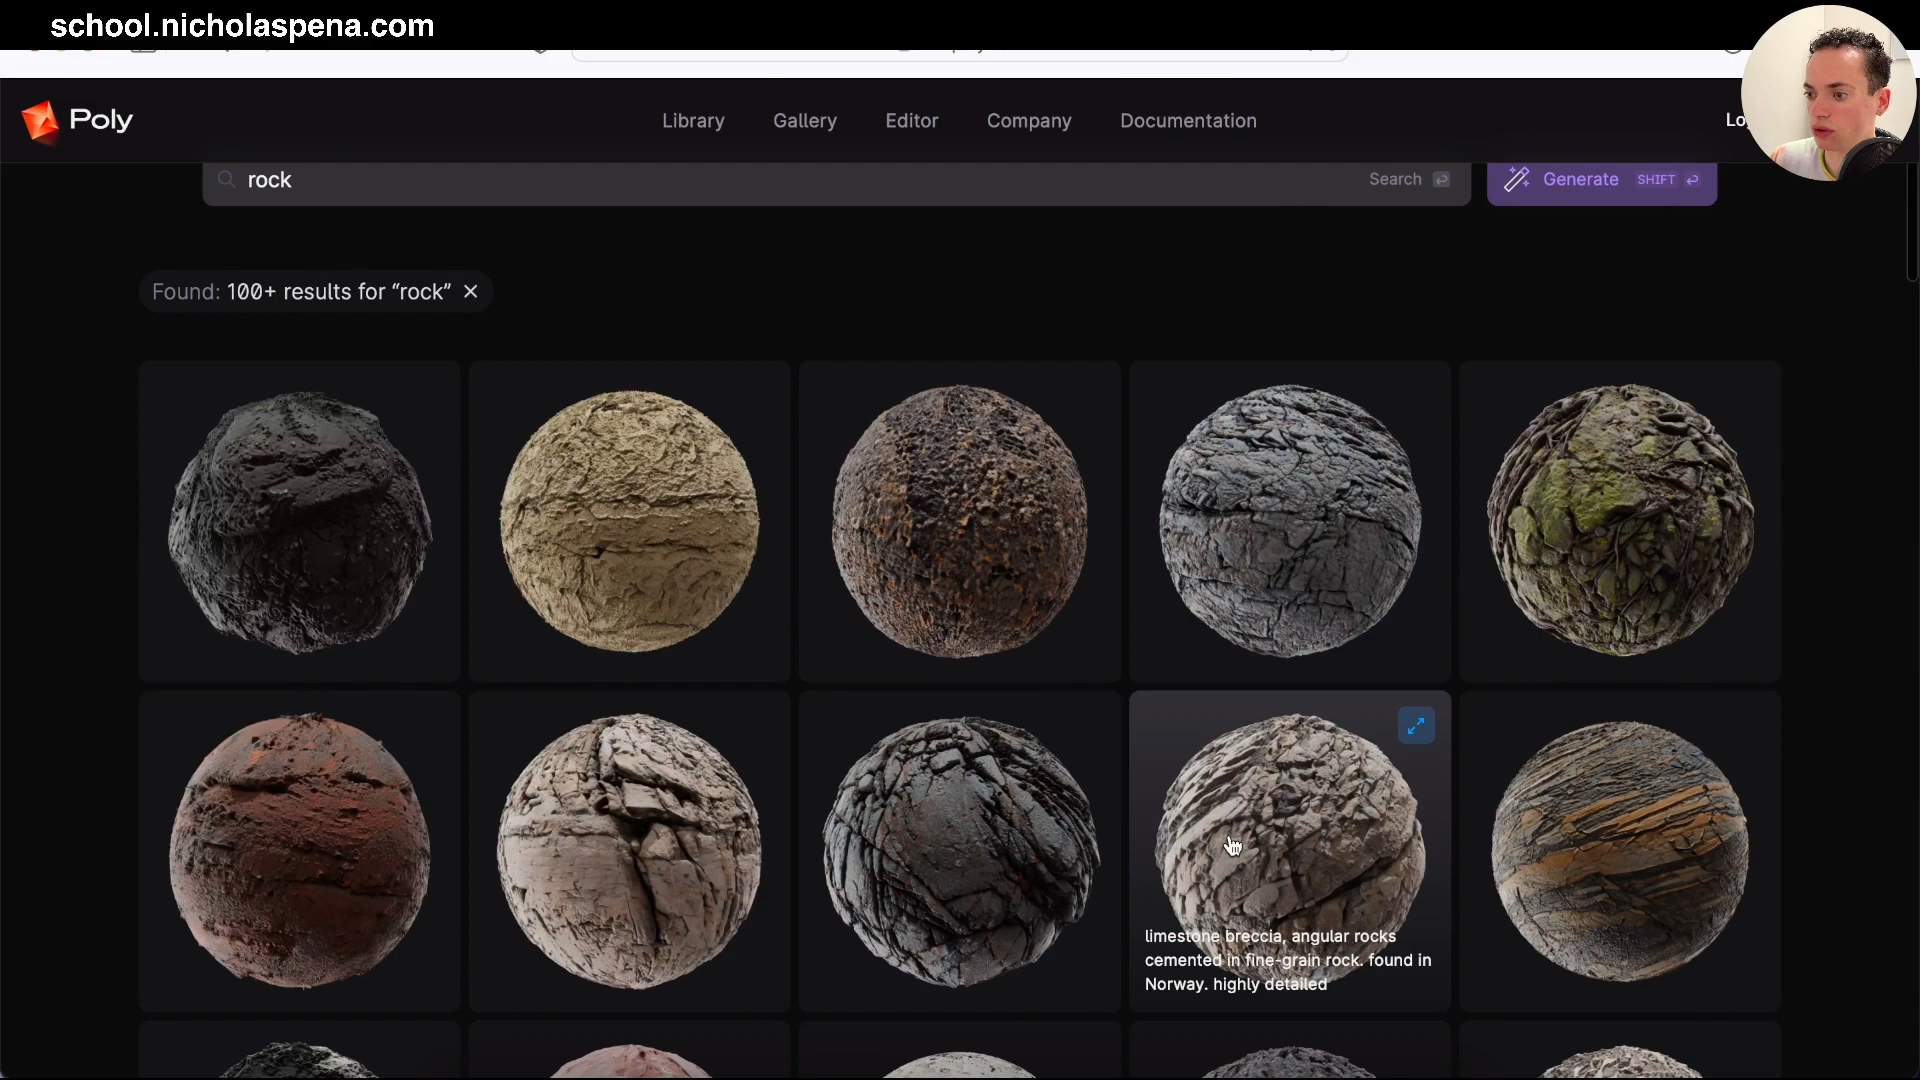 school.nicholaspena.com
Poly
Library
Gallery
Editor
Company
Documentation
rock
Search
Generate
SHIFT
Found: 100+ results for “rock”
limestone breccia, angular rocks
cemented in fine-grain rock. found in
Norway. highly detailed